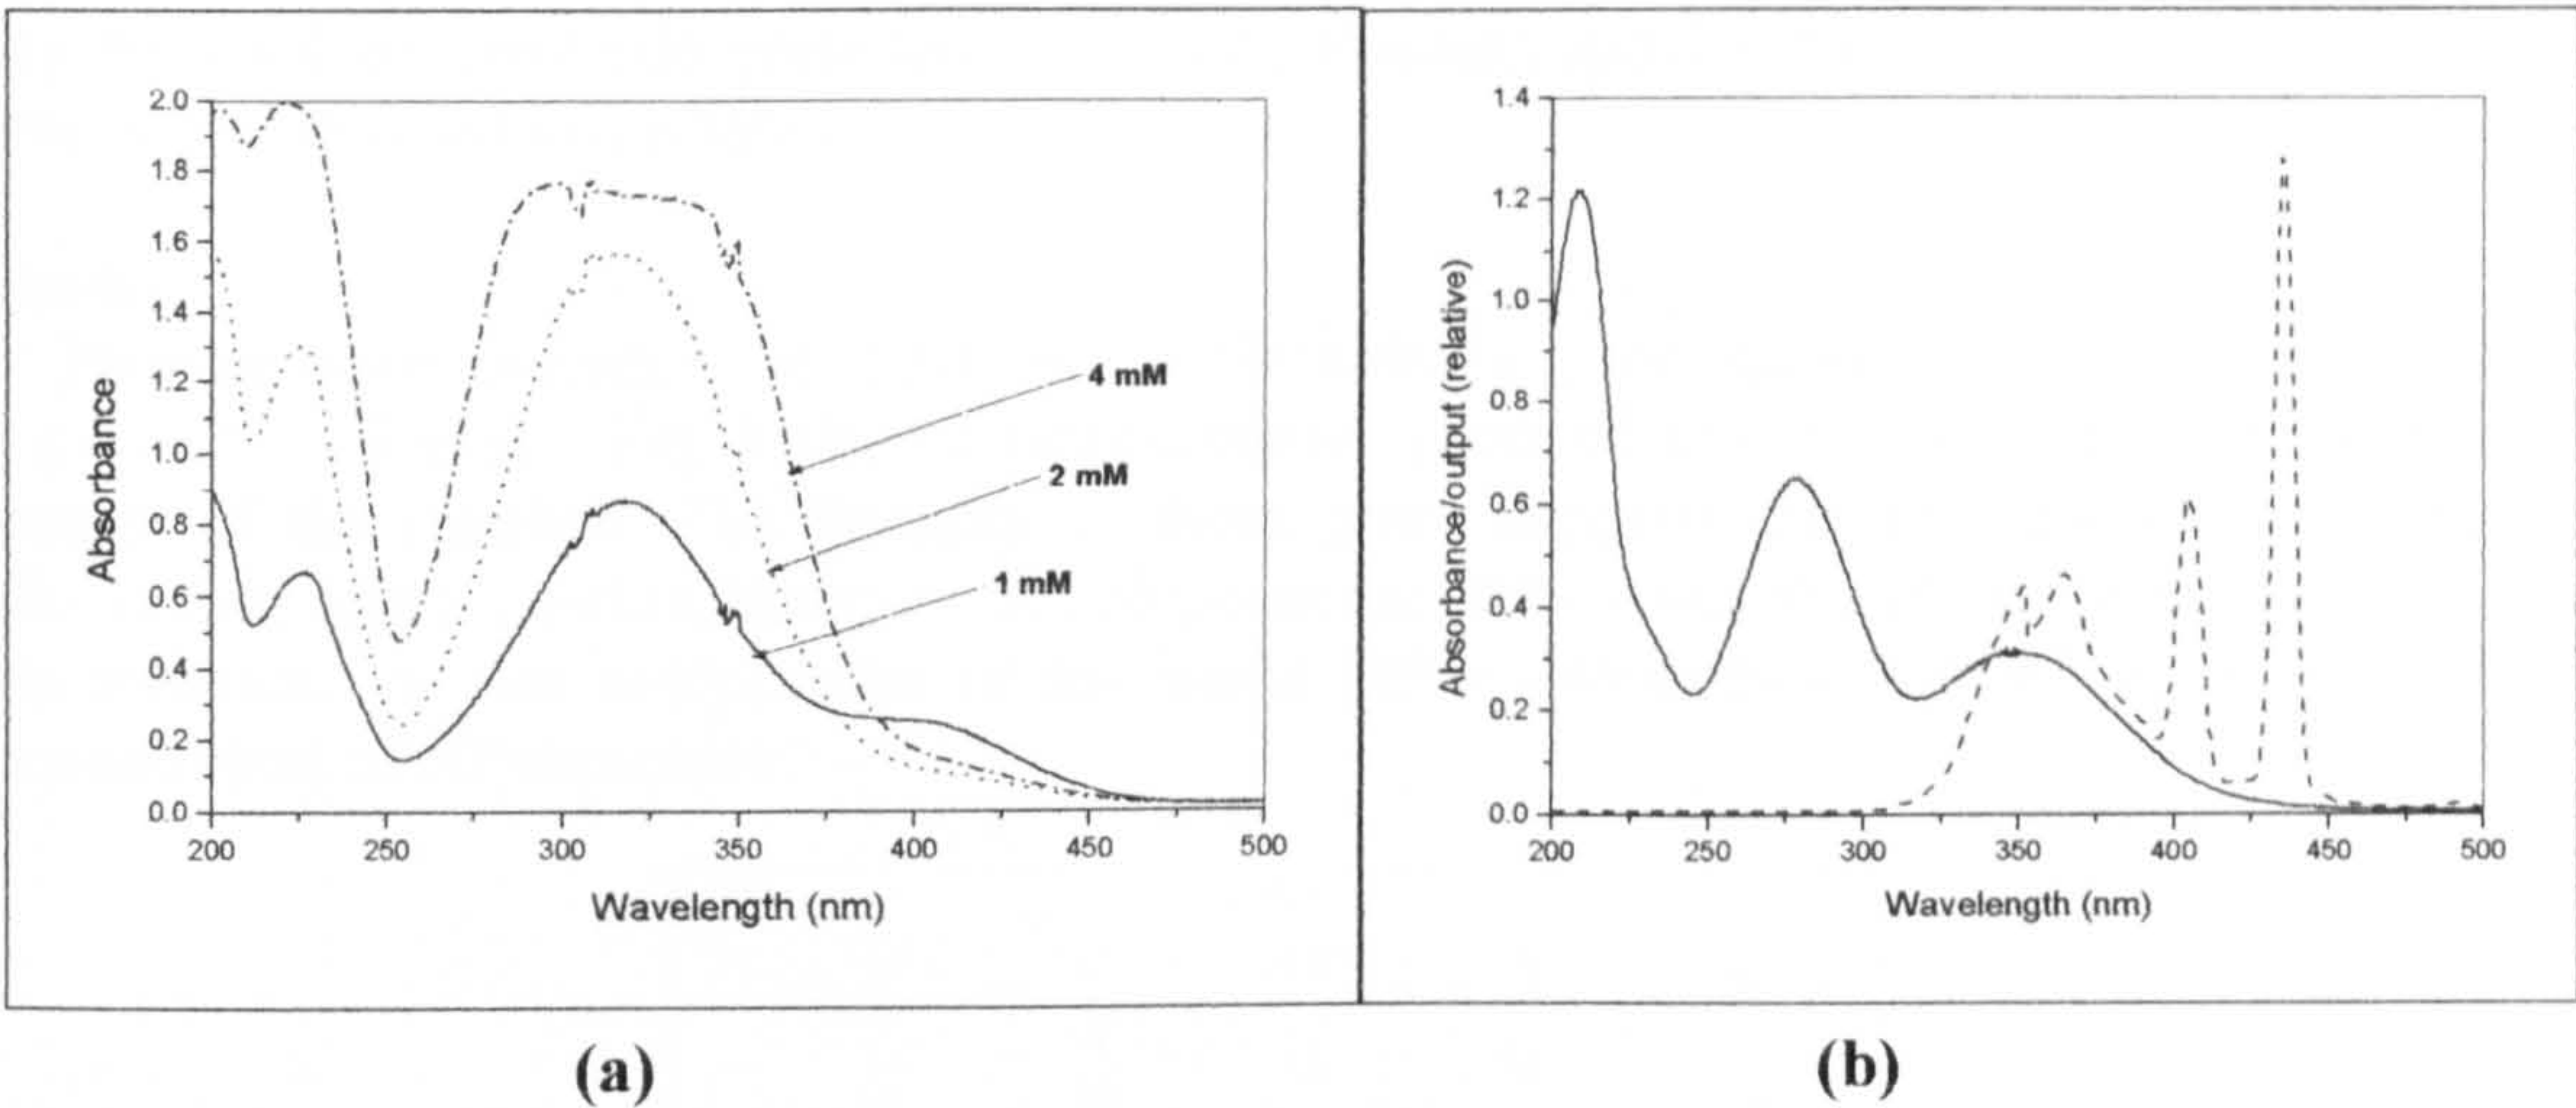 2.0
1.8
1.6
1.4
1.2
1.0
0.8
0.6
0.4
0.2
0.0
Absorbance
4 mM
2 mM
1 mM
200 250 300 350 400 450 500
Wavelength (nm)
(a)
1.4
1.2
1.0
0.8
0.6
0.4
0.2
0.0
Absorbance/output (relative)
200 250 300 350 400 450 500
Wavelength (nm)
(b)